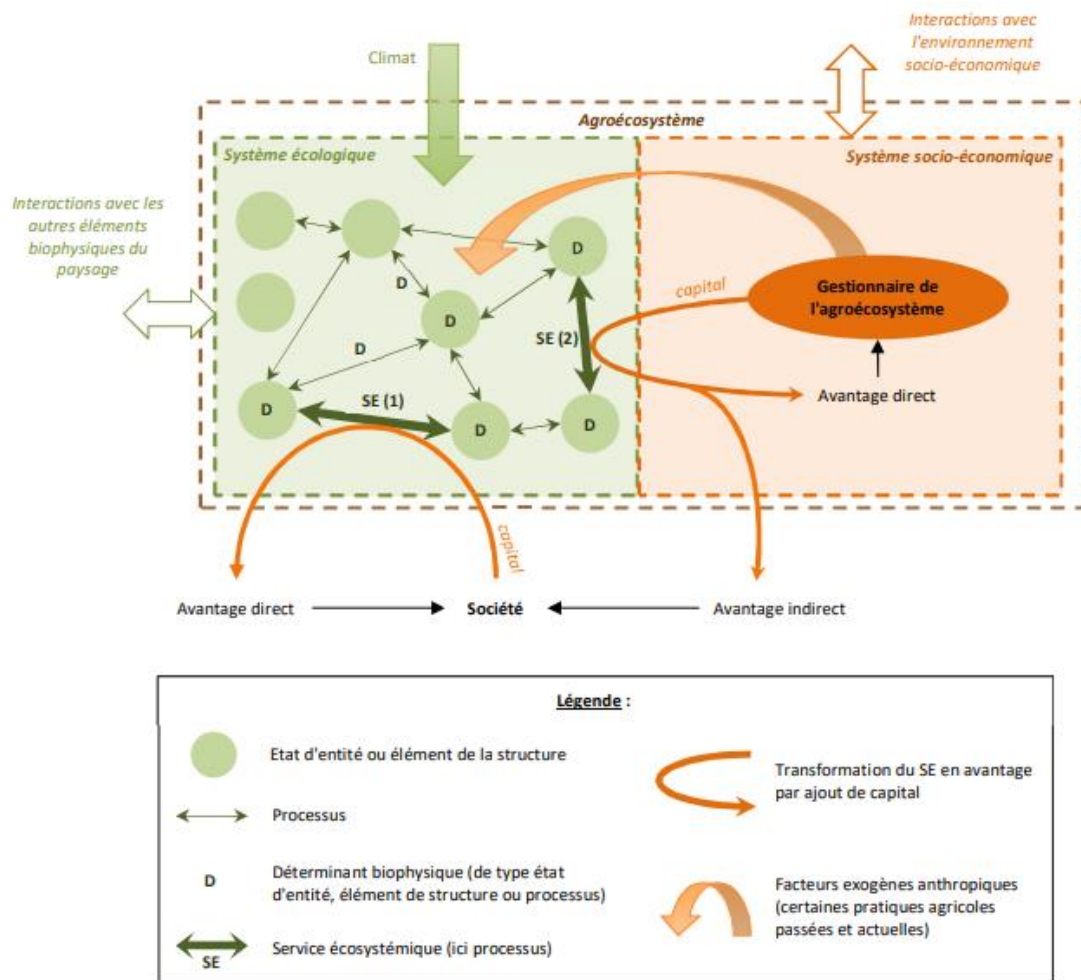 Interactions avec
l'environnement
socio-économique
Climat
Agroécosystème
Système écologique
Système socio-économique
Interactions avec les
autres éléments
biophysiques du
paysage
D
D
D
D
D
D
D
SE (1)
SE (2)
capital
Gestionnaire de
l'agroécosystème
Avantage direct
capital
Avantage direct
Société
Avantage indirect
Légende :
Etat d'entité ou élément de la structure
Processus
D
Déterminant biophysique (de type état
d'entité, élément de structure ou processus)
SE
Service écosystémique (ici processus)
Transformation du SE en avantage
par ajout de capital
Facteurs exogènes anthropiques
(certaines pratiques agricoles
passées et actuelles)